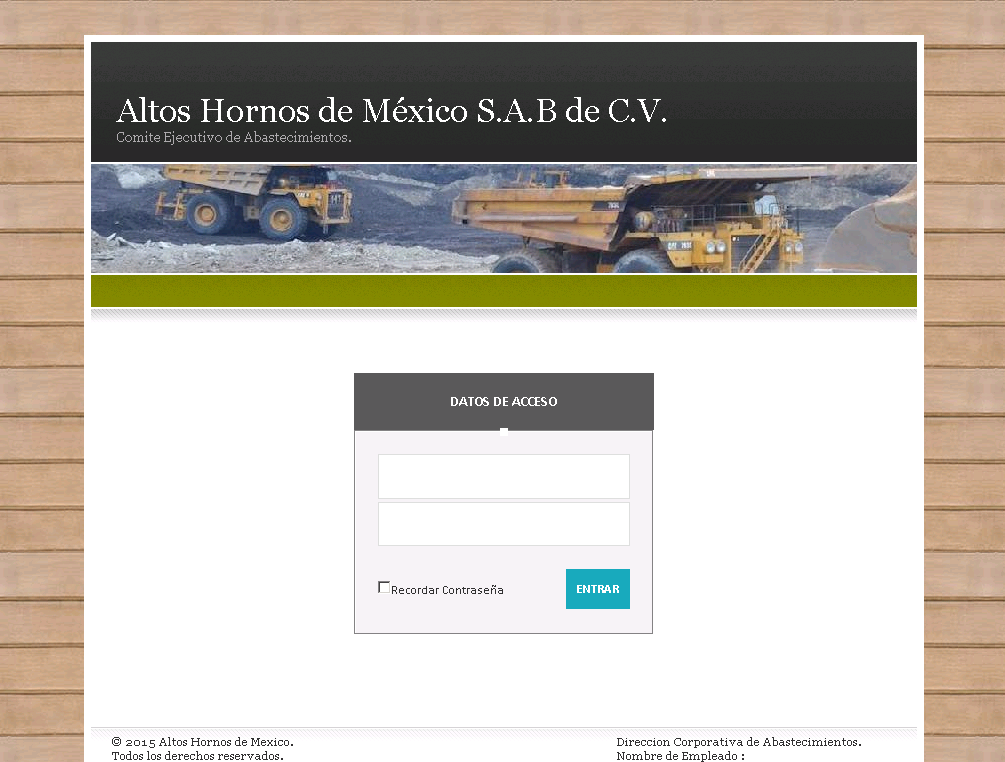 Altos Hornos de México S.A.B de C.V.
Comite Ejecutivo de Abastecimientos.
DATOS DE ACCESO
Recordar Contraseña
ENTRAR
© 2015 Altos Hornos de Mexico.
Todos los derechos reservados.
Direccion Corporativa de Abastecimientos.
Nombre de Empleado :